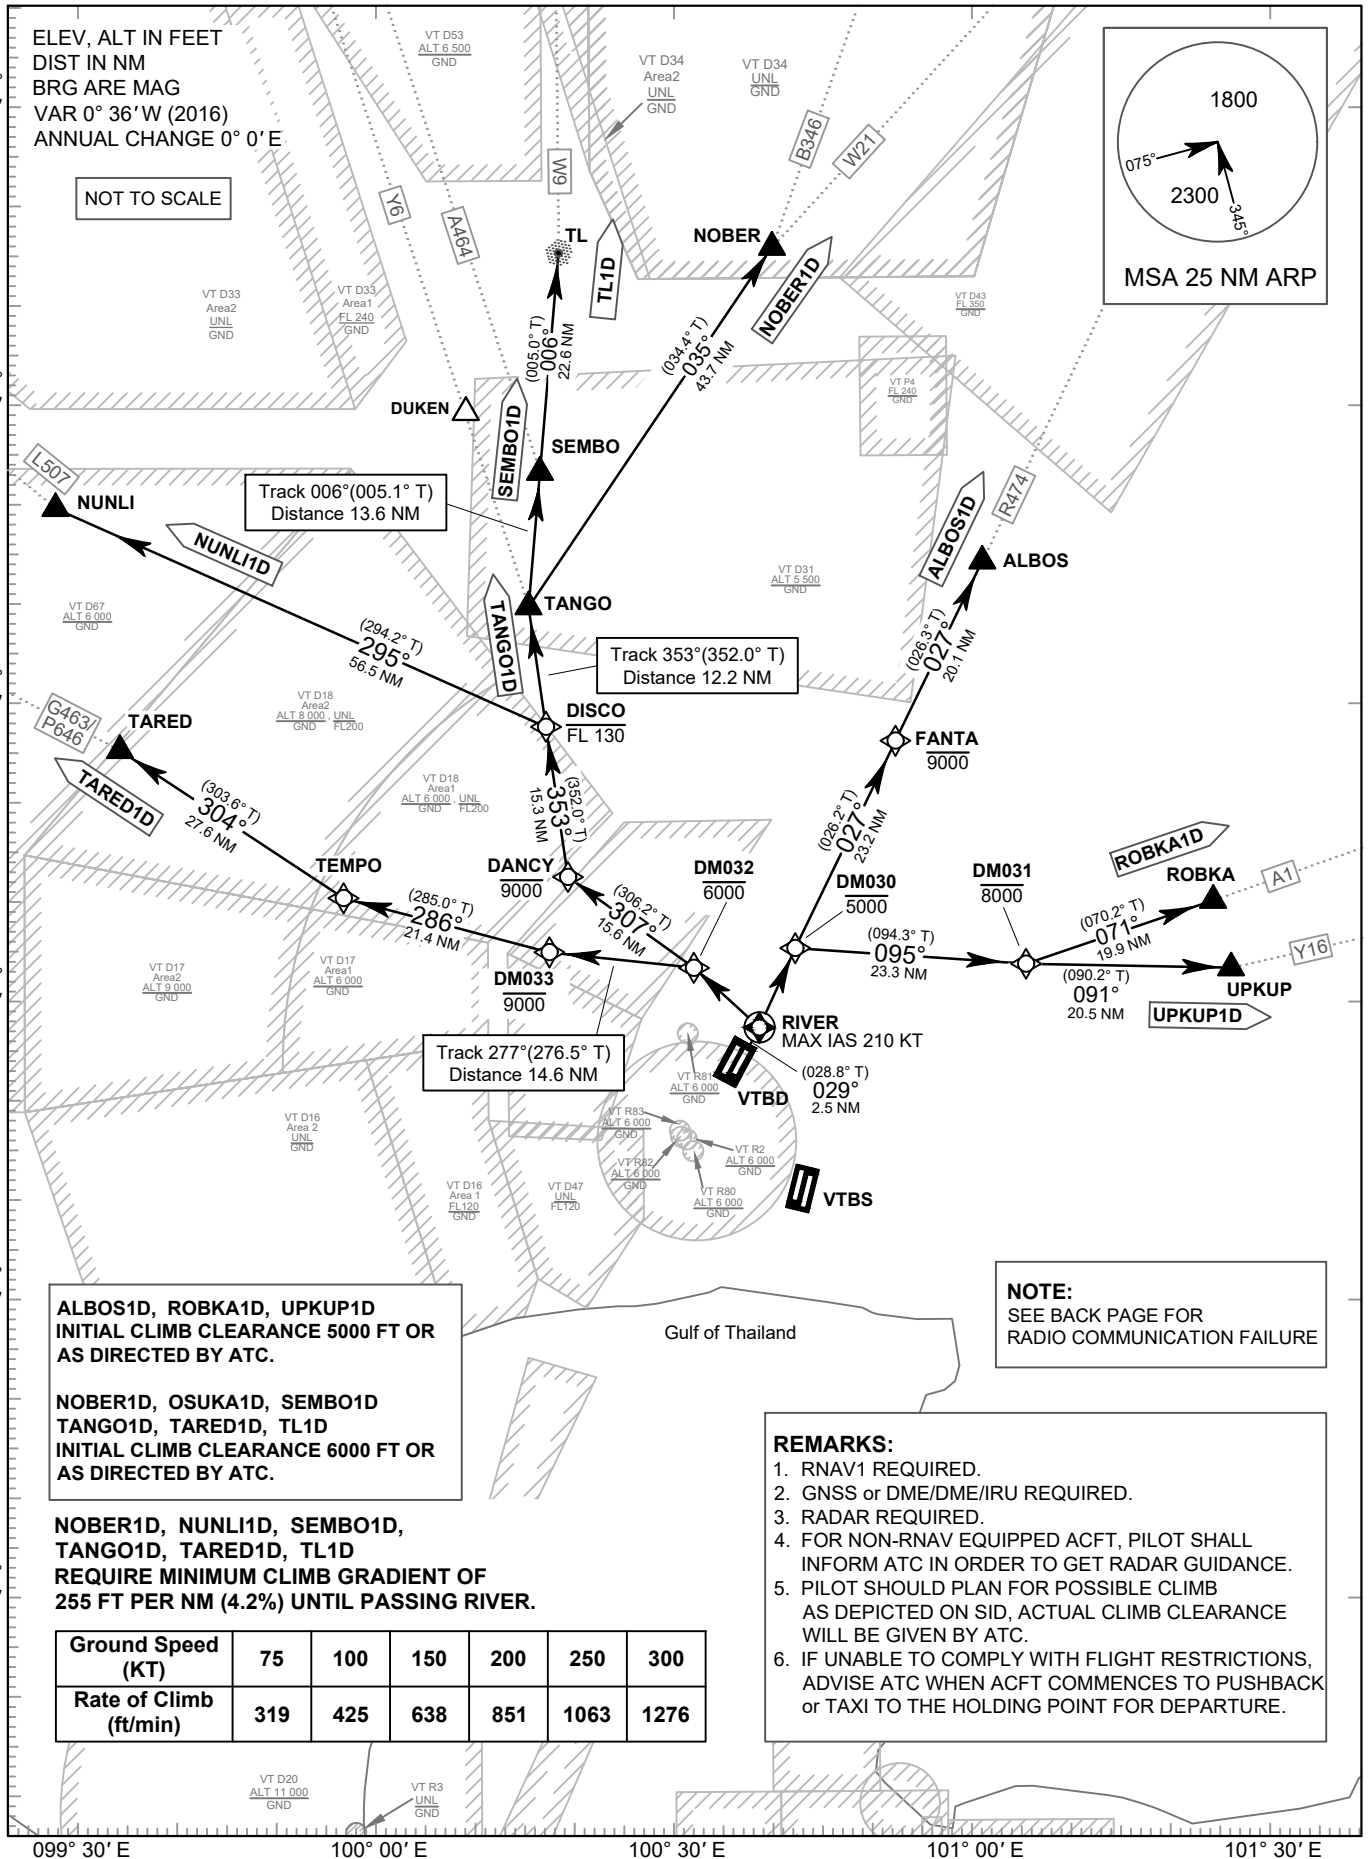 ELEV, ALT IN FEET
DIST IN NM
BRG ARE MAG
VAR 0° 36' W (2016)
ANNUAL CHANGE 0° 0' E
NOT TO SCALE
VT D53
ALT 6 500
GND
VT D34
Area2
UNL
GND
VT D34
UNL
GND
1800
075°
2300
345°
MSA 25 NM ARP
B346
W21
W9
Y6
A464
TL
TL1D
NOBER
NOBER1D
VT D33
Area2
UNL
GND
VT D33
Area1
FL 240
GND
VT D43
FL 350
GND
(005.0° T)
006°
22.6 NM
(034.4° T)
035°
43.7 NM
VT P4
FL 240
GND
DUKEN
SEMBO1D
SEMBO
L507
NUNLI
Track 006°(005.1° T)
Distance 13.6 NM
R474
NUNLI1D
ALBOS1D
ALBOS
VT D31
ALT 5 500
GND
VT D67
ALT 6 000
GND
TANGO
TANGO1D
(294.2° T)
295°
56.5 NM
Track 353°(352.0° T)
Distance 12.2 NM
(026.3° T)
027°
20.1 NM
VT D18
Area2
ALT 8 000 , UNL
GND FL200
G463/
P646
TARED
DISCO
FL 130
FANTA
9000
TARED1D
VT D18
Area1
ALT 6 000 , UNL
GND FL200
(303.6° T)
304°
27.6 NM
(352.0° T)
353°
15.3 NM
(026.2° T)
027°
23.2 NM
ROBKA1D
TEMPO
DANCY
9000
DM032
6000
DM030
5000
DM031
8000
ROBKA
A1
(285.0° T)
286°
21.4 NM
(306.2° T)
307°
15.6 NM
(094.3° T)
095°
23.3 NM
(070.2° T)
071°
19.9 NM
Y16
VT D17
Area2
ALT 9 000
GND
VT D17
Area1
ALT 6 000
GND
DM033
9000
(090.2° T)
091°
20.5 NM
UPKUP
UPKUP1D
RIVER
MAX IAS 210 KT
Track 277°(276.5° T)
Distance 14.6 NM
(028.8° T)
029°
2.5 NM
VT R81
ALT 6 000
GND
VTBD
VT R83
ALT 6 000
GND
VT D16
Area 2
UNL
GND
VT R2
ALT 6 000
GND
VT R82
ALT 6 000
GND
VT D16
Area 1
FL120
GND
VT D47
UNL
FL120
VT R80
ALT 6 000
GND
VTBS
ALBOS1D, ROBKA1D, UPKUP1D
INITIAL CLIMB CLEARANCE 5000 FT OR
AS DIRECTED BY ATC.
NOBER1D, OSUKA1D, SEMBO1D
TANGO1D, TARED1D, TL1D
INITIAL CLIMB CLEARANCE 6000 FT OR
AS DIRECTED BY ATC.
Gulf of Thailand
NOTE:
SEE BACK PAGE FOR
RADIO COMMUNICATION FAILURE
NOBER1D, NUNLI1D, SEMBO1D,
TANGO1D, TARED1D, TL1D
REQUIRE MINIMUM CLIMB GRADIENT OF
255 FT PER NM (4.2%) UNTIL PASSING RIVER.
Ground Speed (KT) 75 100 150 200 250 300
Rate of Climb (ft/min) 319 425 638 851 1063 1276
REMARKS:
1. RNAV1 REQUIRED.
2. GNSS or DME/DME/IRU REQUIRED.
3. RADAR REQUIRED.
4. FOR NON-RNAV EQUIPPED ACFT, PILOT SHALL
INFORM ATC IN ORDER TO GET RADAR GUIDANCE.
5. PILOT SHOULD PLAN FOR POSSIBLE CLIMB
AS DEPICTED ON SID, ACTUAL CLIMB CLEARANCE
WILL BE GIVEN BY ATC.
6. IF UNABLE TO COMPLY WITH FLIGHT RESTRICTIONS,
ADVISE ATC WHEN ACFT COMMENCES TO PUSHBACK
or TAXI TO THE HOLDING POINT FOR DEPARTURE.
VT D20
ALT 11 000
GND
VT R3
UNL
GND
099° 30' E
100° 00' E
100° 30' E
101° 00' E
101° 30' E